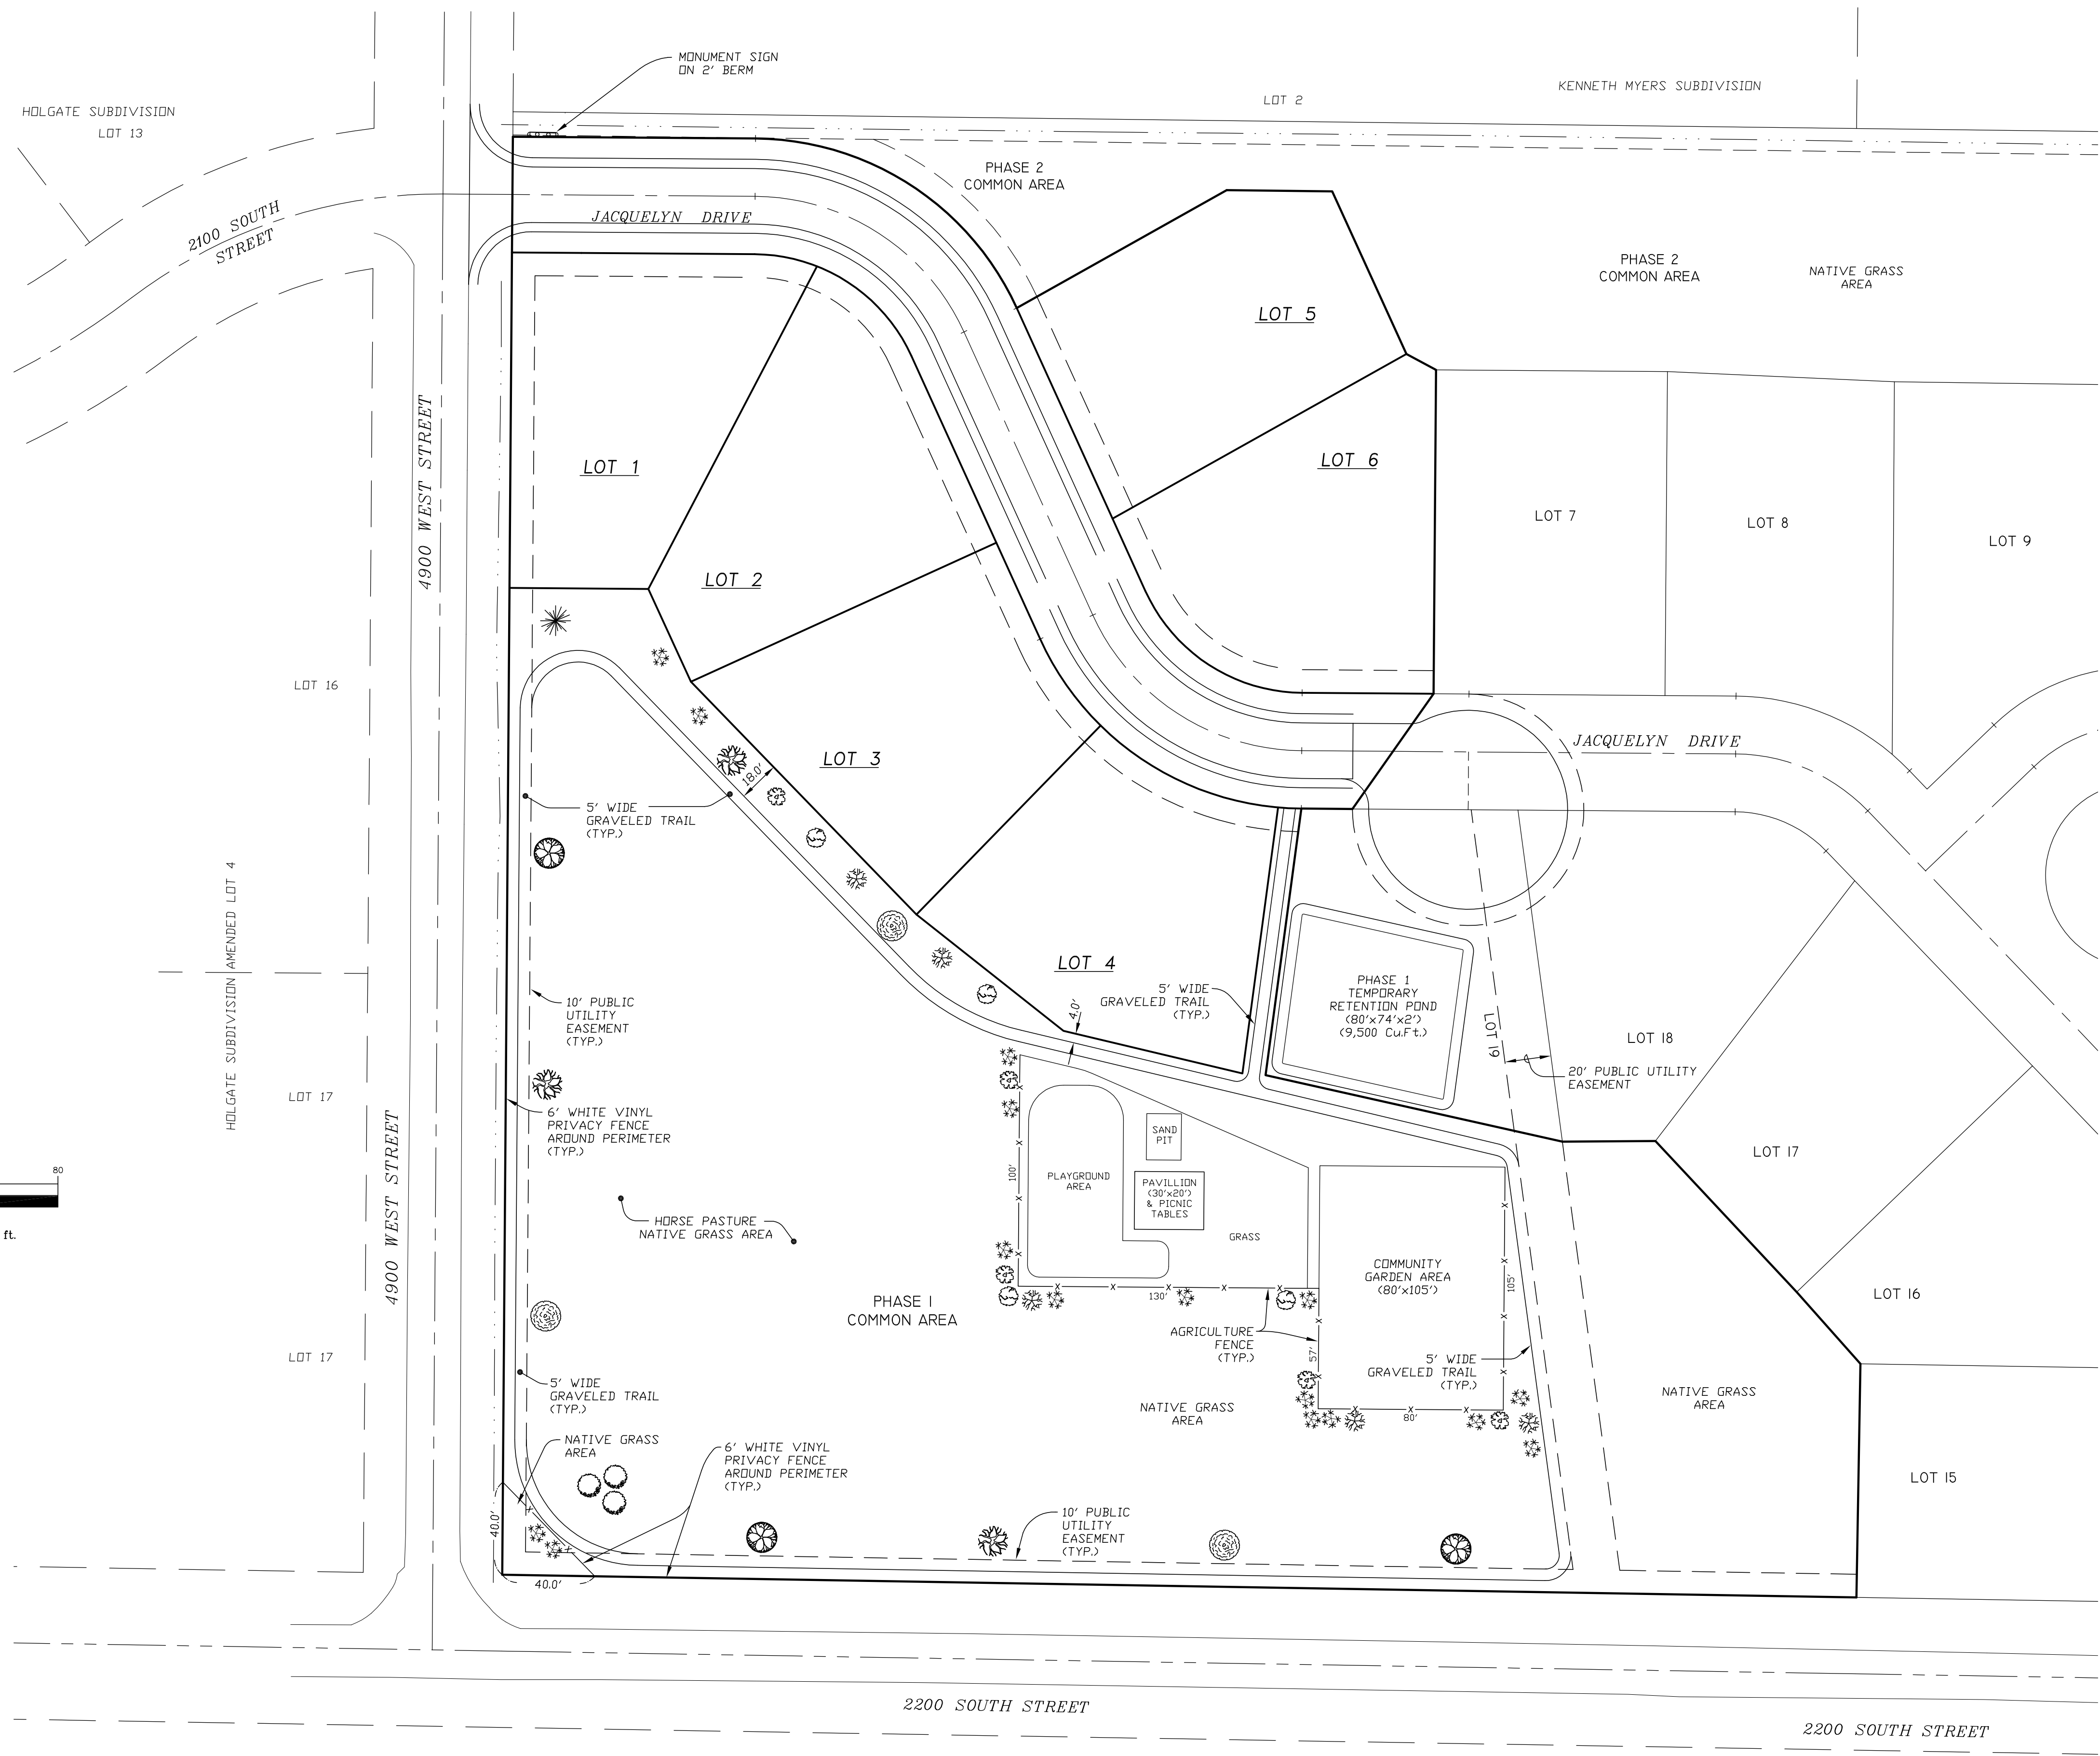 MONUMENT SIGN
ON 2' BERM
HOLGATE SUBDIVISION
LOT 13
LOT 2
KENNETH MYERS SUBDIVISION
PHASE 2
COMMON AREA
2100 SOUTH
STREET
JACQUELYN DRIVE
PHASE 2
COMMON AREA
NATIVE GRASS
AREA
LOT 5
4900 WEST STREET
LOT 1
LOT 6
LOT 7
LOT 8
LOT 9
LOT 2
LOT 16
LOT 3
JACQUELYN DRIVE
18.0'
5' WIDE
GRAVELED TRAIL
(TYP.)
HOLGATE SUBDIVISION AMENDED LOT 4
LOT 4
10' PUBLIC
UTILITY
EASEMENT
(TYP.)
4.0'
5' WIDE
GRAVELED TRAIL
(TYP.)
PHASE 1
TEMPORARY
RETENTION POND
(80'x74'x2')
(9,500 Cu.Ft.)
LOT 19
LOT 18
20' PUBLIC UTILITY
EASEMENT
LOT 17
6' WHITE VINYL
PRIVACY FENCE
AROUND PERIMETER
(TYP.)
4900 WEST STREET
80
ft.
100'
PLAYGROUND
AREA
SAND
PIT
PAVILLION
(30'x20')
& PICNIC
TABLES
GRASS
LOT 17
HORSE PASTURE
NATIVE GRASS AREA
COMMUNITY
GARDEN AREA
(80'x105')
105'
130'
PHASE 1
COMMON AREA
LOT 16
AGRICULTURE
FENCE
(TYP.)
57'
5' WIDE
GRAVELED TRAIL
(TYP.)
LOT 17
5' WIDE
GRAVELED TRAIL
(TYP.)
NATIVE GRASS
AREA
80'
NATIVE GRASS
AREA
NATIVE GRASS
AREA
6' WHITE VINYL
PRIVACY FENCE
AROUND PERIMETER
(TYP.)
LOT 15
40.0'
10' PUBLIC
UTILITY
EASEMENT
(TYP.)
40.0'
2200 SOUTH STREET
2200 SOUTH STREET